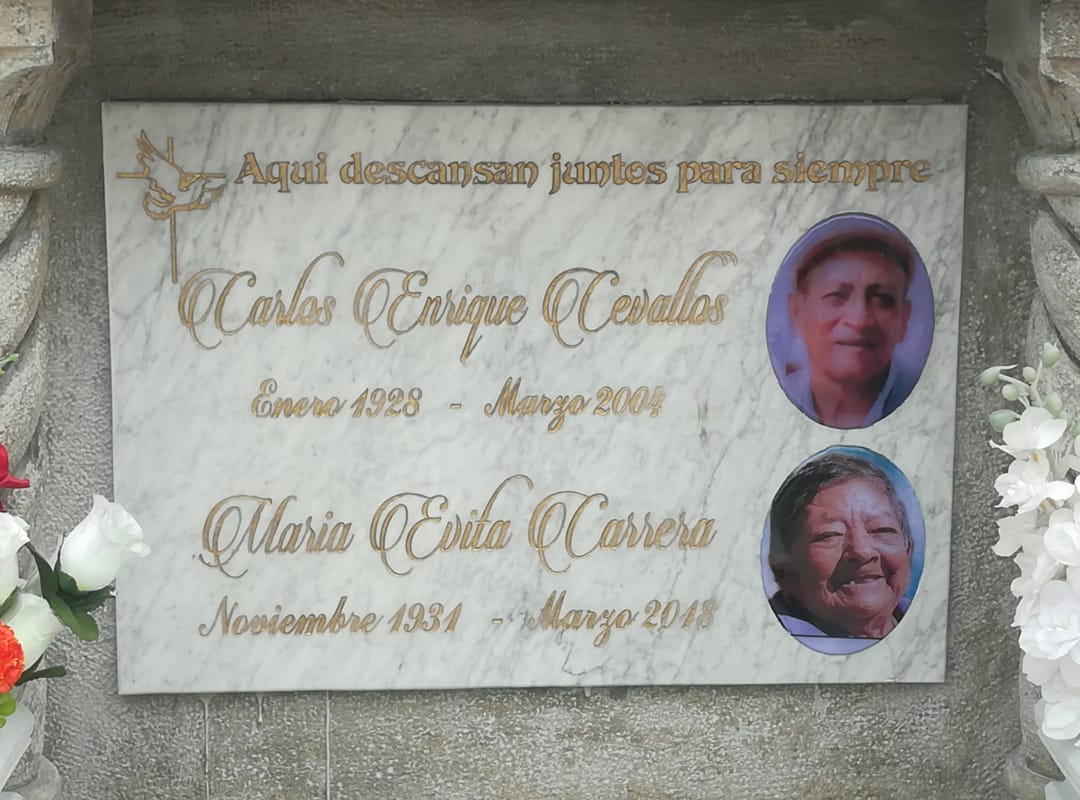 Aqui descansan juntos para siempre
Carlos Enrique Cevallos
Enero 1928 - Marzo 2004
Maria Evita Carrera
Noviembre 1931 - Marzo 2018